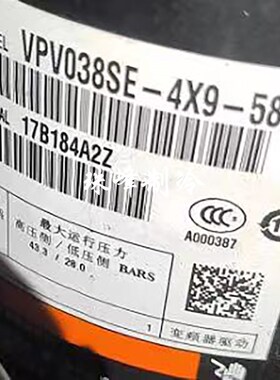 EL VPV038SE-4X9-58
AL 17B184A2Z
CCC
A000387
最大运行压力
高压侧 / 低压侧 BARS
43.3 / 28.0
1
变频器驱动